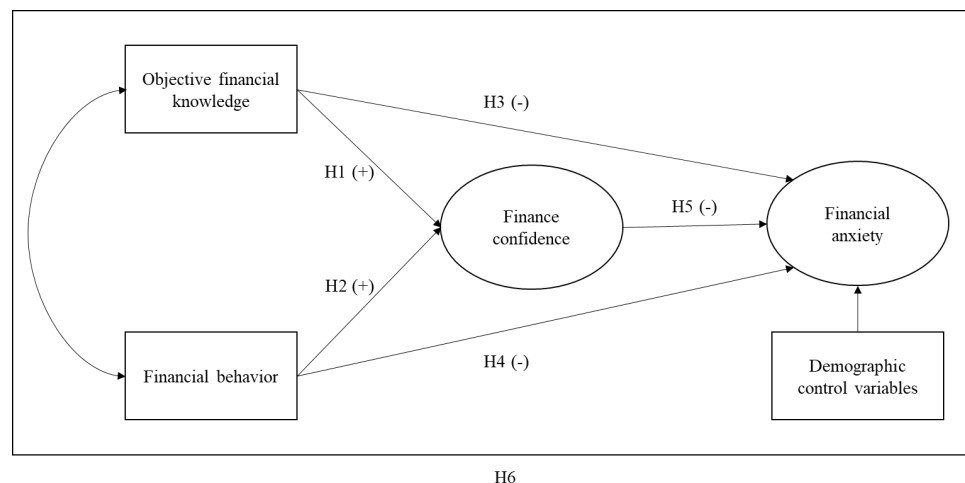 Objective financial
knowledge
H3 (-)
H1 (+)
Finance
confidence
H5 (-)
Financial
anxiety
H2 (+)
Financial behavior
H4 (-)
Demographic
control variables
H6